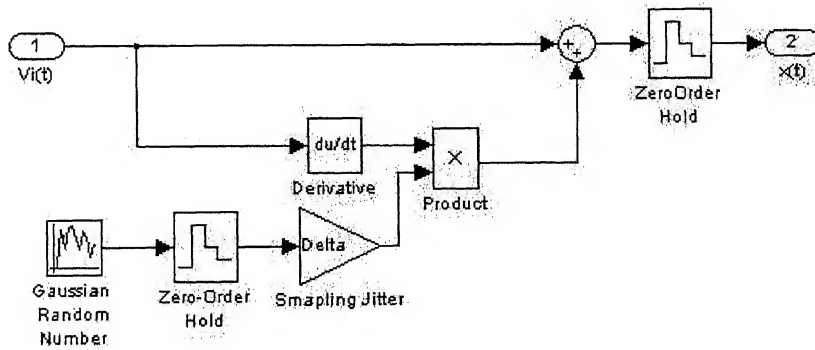 1
Vi(t)
+
+
ZeroOrder
Hold
2
x(t)
du/dt
Derivative
×
Product
Gaussian
Random
Number
Zero-Order
Hold
Delta
Smapling Jitter